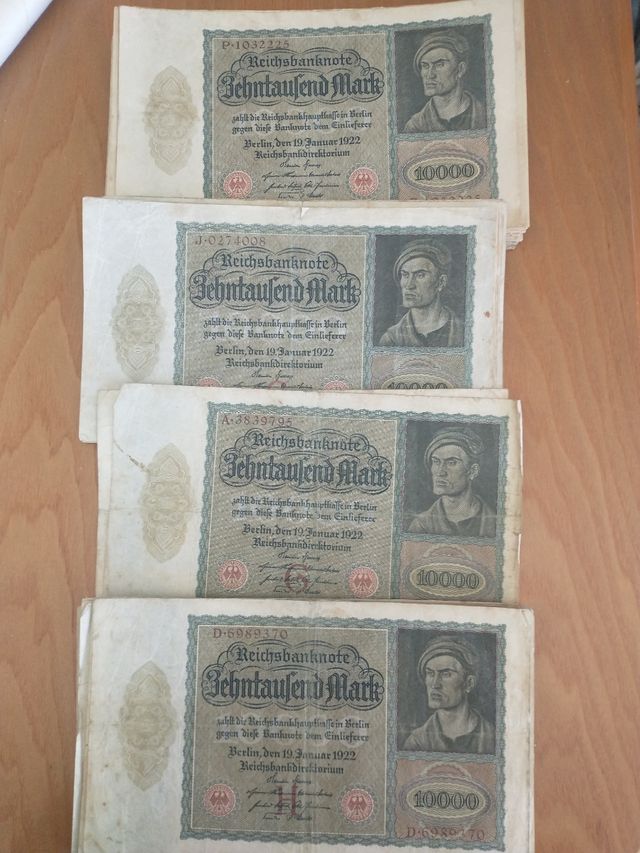 P·1032225
Reichsbanknote
Zehntausend Mark
zahlt die Reichsbankhauptkasse in Berlin
gegen diese Banknote dem Einlieferer
Berlin, den 19. Januar 1922
Reichsbankdirektorium
10000
J·0274008
Reichsbanknote
Zehntausend Mark
zahlt die Reichsbankhauptkasse in Berlin
gegen diese Banknote dem Einlieferer
Berlin, den 19. Januar 1922
Reichsbankdirektorium
10000
A·3839795
Reichsbanknote
Zehntausend Mark
zahlt die Reichsbankhauptkasse in Berlin
gegen diese Banknote dem Einlieferer
Berlin, den 19. Januar 1922
Reichsbankdirektorium
G
10000
D·6989370
Reichsbanknote
Zehntausend Mark
zahlt die Reichsbankhauptkasse in Berlin
gegen diese Banknote dem Einlieferer
Berlin, den 19. Januar 1922
Reichsbankdirektorium
10000
D·6989370